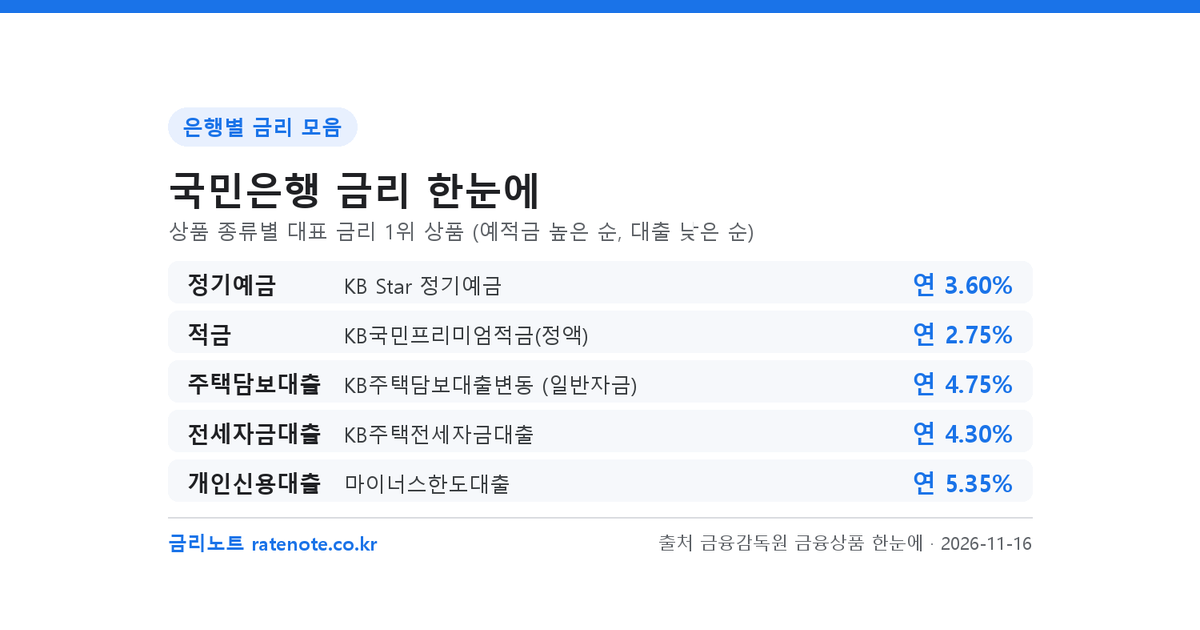 은행별 금리 모음
국민은행 금리 한눈에
상품 종류별 대표 금리 1위 상품 (예적금 높은 순, 대출 낮은 순)
정기예금 KB Star 정기예금 연 3.60%
적금 KB국민프리미엄적금(정액) 연 2.75%
주택담보대출 KB주택담보대출변동 (일반자금) 연 4.75%
전세자금대출 KB주택전세자금대출 연 4.30%
개인신용대출 마이너스한도대출 연 5.35%
금리노트 ratenote.co.kr 출처 금융감독원 금융상품 한눈에 · 2026-11-16